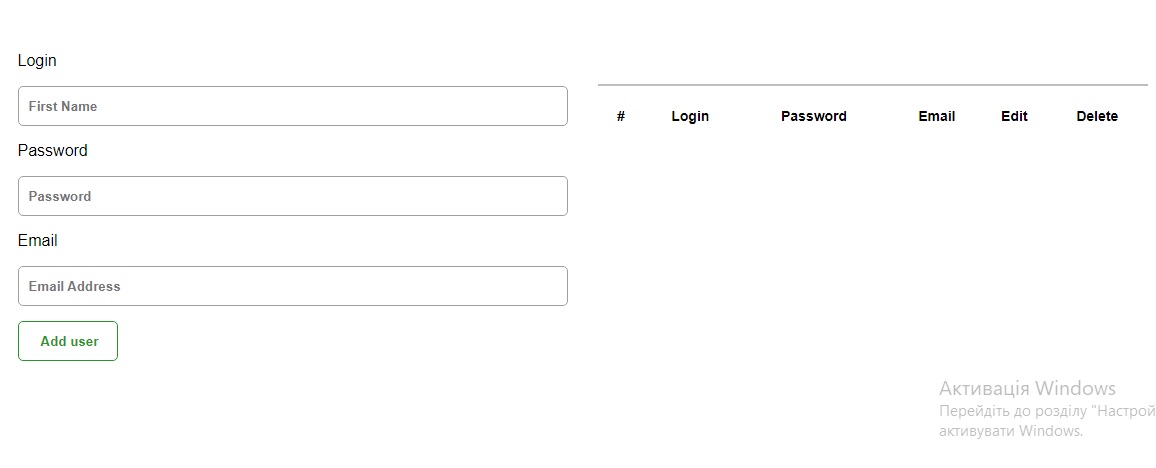 Login
First Name
Password
Password
Email
Email Address
Add user
# Login Password Email Edit Delete
Активація Windows
Перейдіть до розділу "Настрой
активувати Windows.